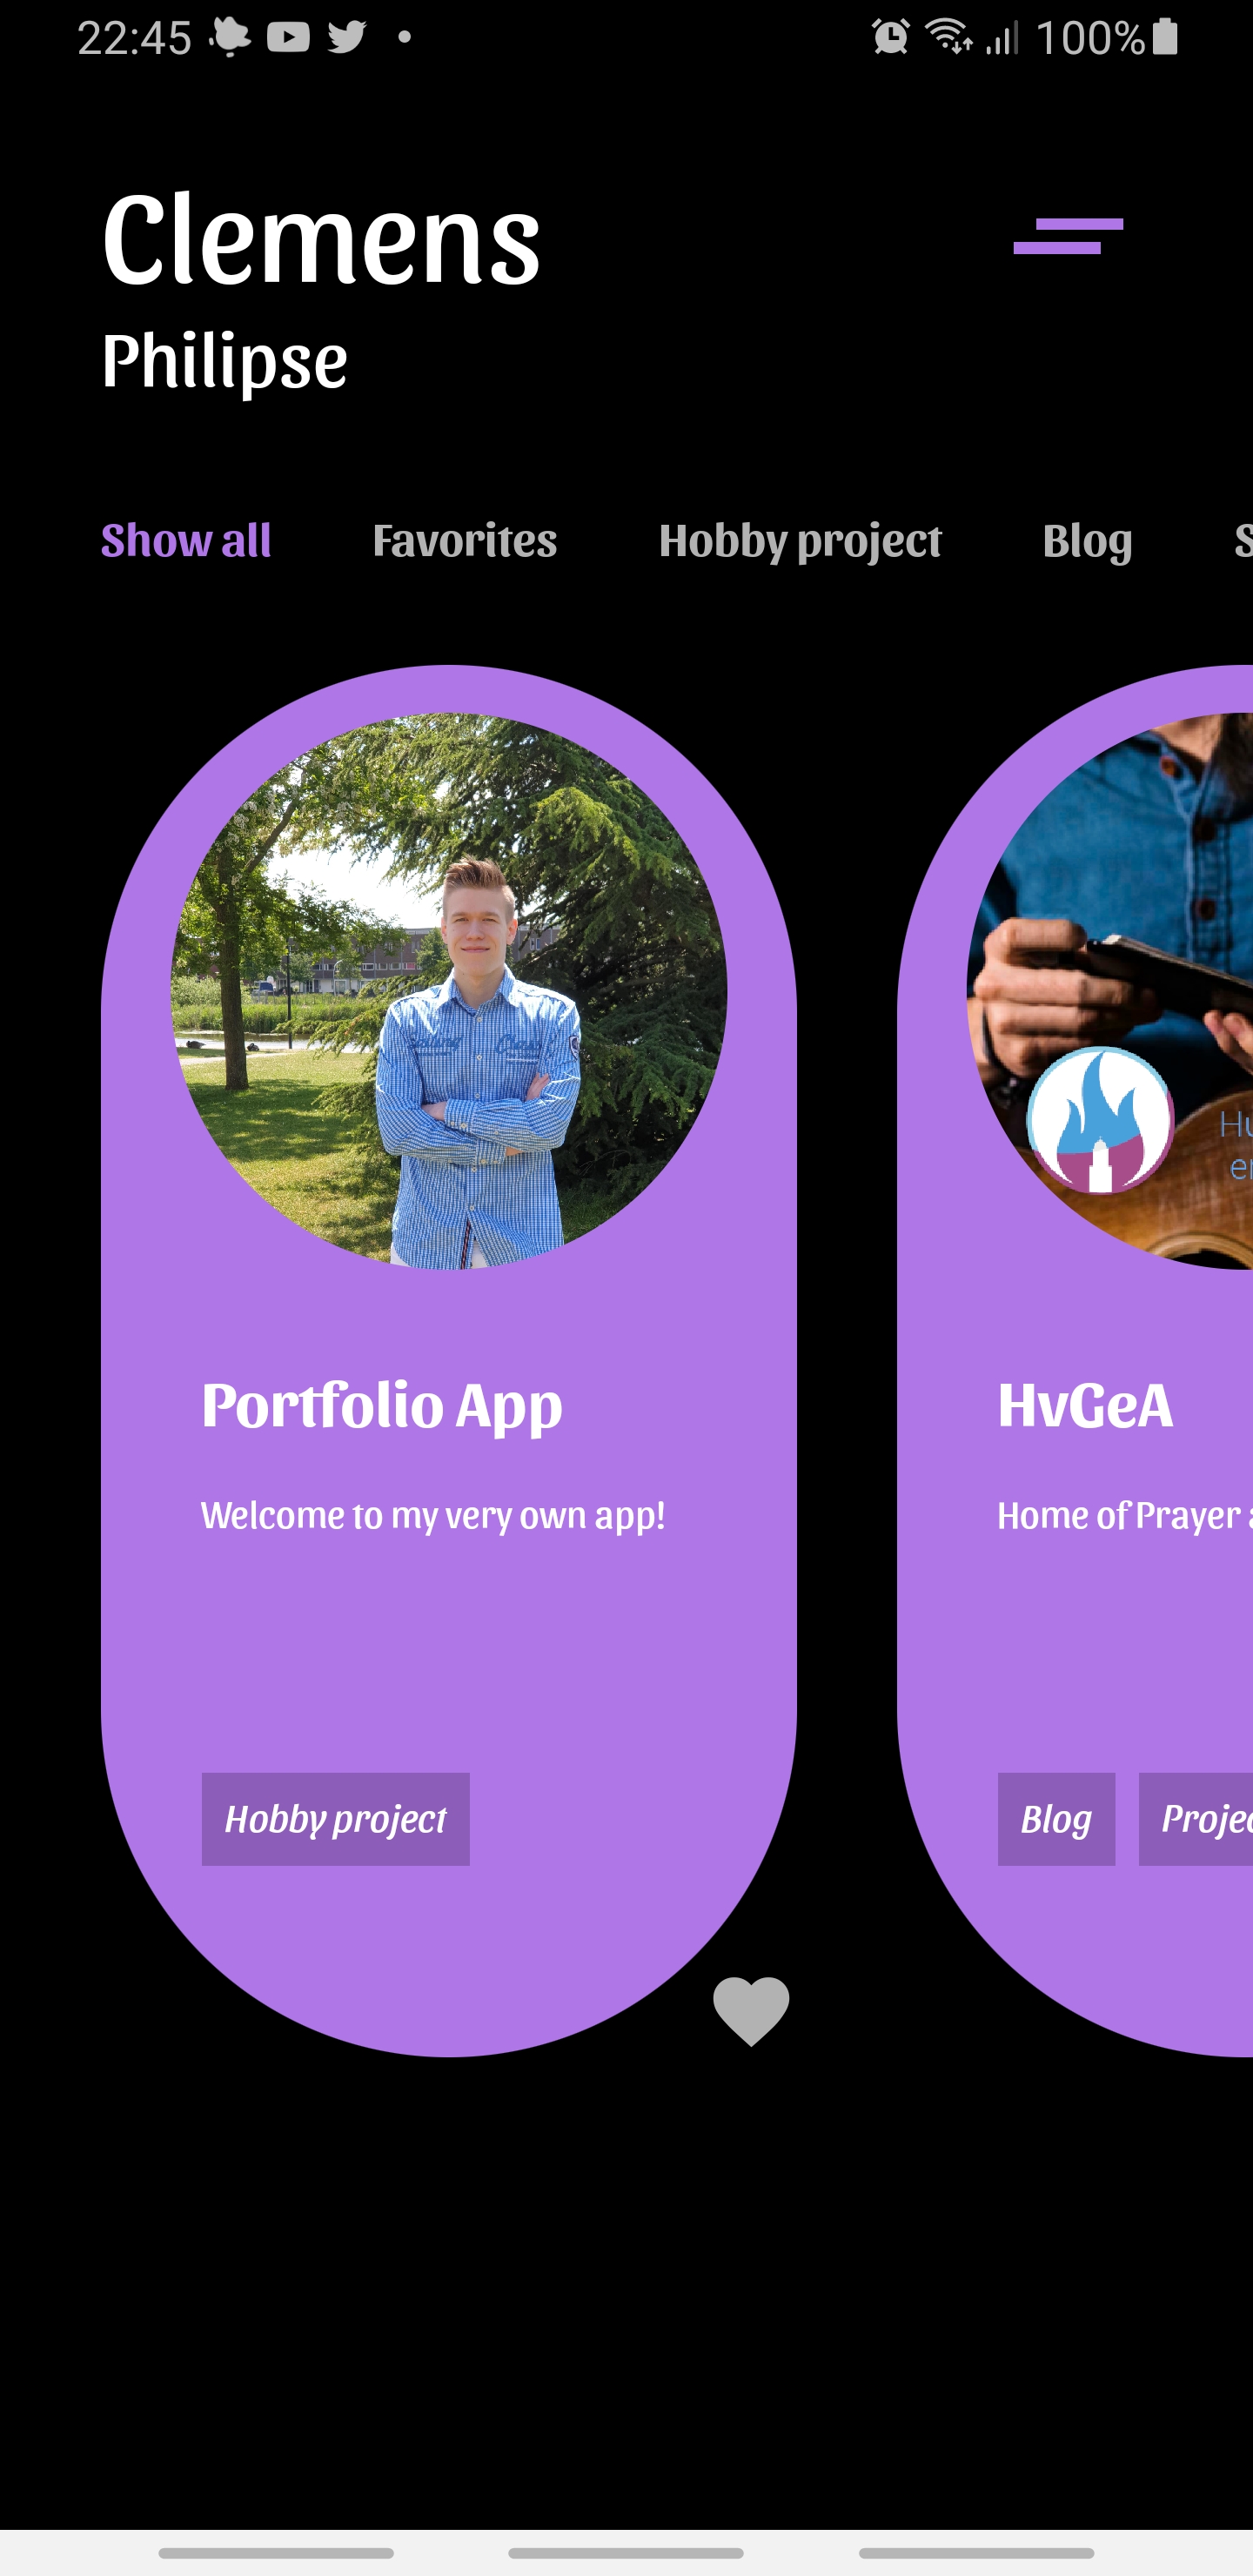 22:45 100%
Clemens
Philipse
Show all Favorites Hobby project Blog S
Portfolio App
Welcome to my very own app!
Hobby project
Hu
er
HvGeA
Home of Prayer a
Blog Projec